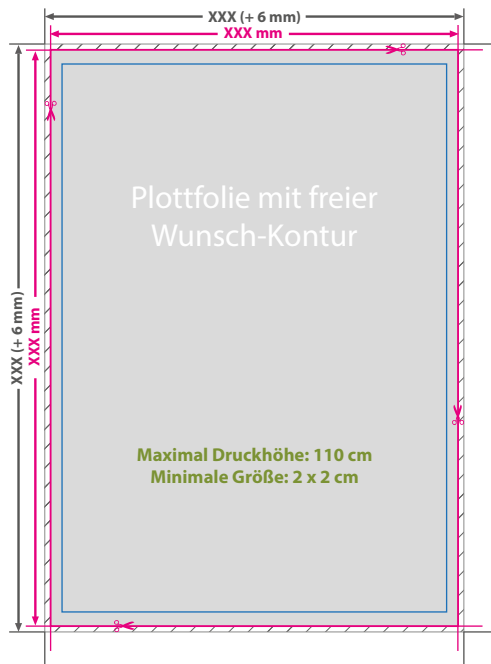 XXX (+ 6 mm)
XXX mm
XXX (+ 6 mm)
XXX mm
Plottfolie mit freier
Wunsch-Kontur
Maximal Druckhöhe: 110 cm
Minimale Größe: 2 x 2 cm